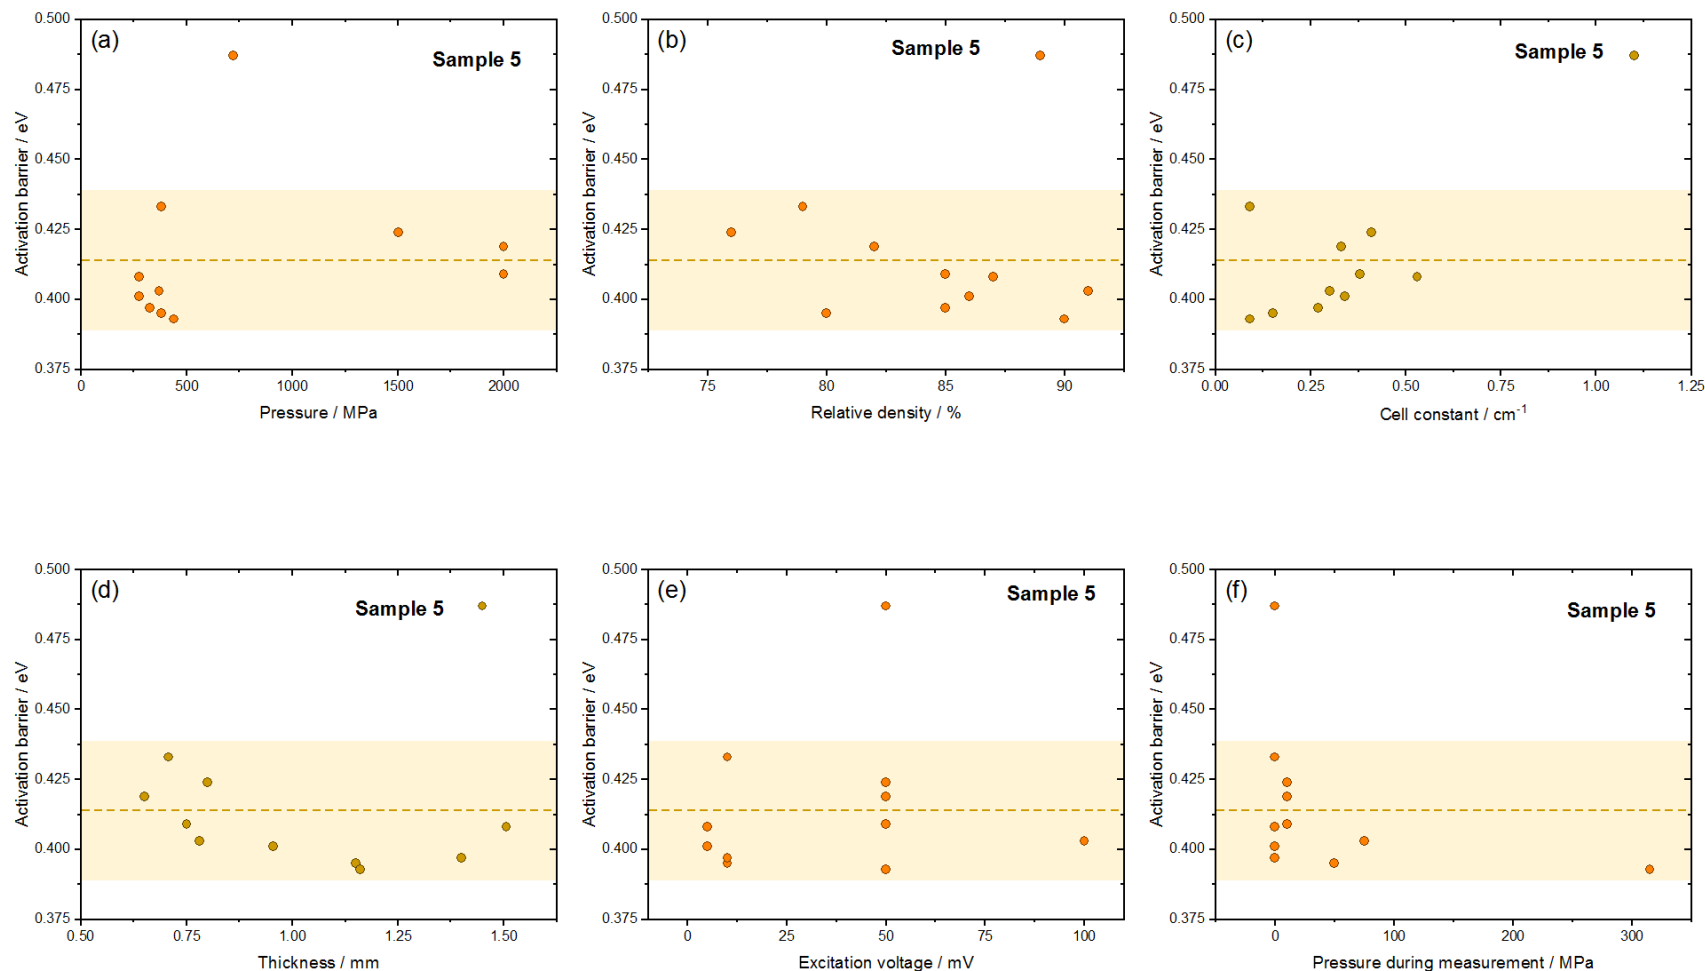 (a)
Sample 5
0.500
0.475
0.450
0.425
0.400
0.375
Activation barrier / eV
0
500
1000
1500
2000
Pressure / MPa
(b)
Sample 5
0.500
0.475
0.450
0.425
0.400
0.375
Activation barrier / eV
75
80
85
90
Relative density / %
(c)
Sample 5
0.500
0.475
0.450
0.425
0.400
0.375
Activation barrier / eV
0.00
0.25
0.50
0.75
1.00
1.25
Cell constant / cm⁻¹
(d)
Sample 5
0.500
0.475
0.450
0.425
0.400
0.375
Activation barrier / eV
0.50
0.75
1.00
1.25
1.50
Thickness / mm
(e)
Sample 5
0.500
0.475
0.450
0.425
0.400
0.375
Activation barrier / eV
0
50
100
Excitation voltage / mV
(f)
Sample 5
0.500
0.475
0.450
0.425
0.400
0.375
Activation barrier / eV
0
100
200
300
Pressure during measurement / MPa